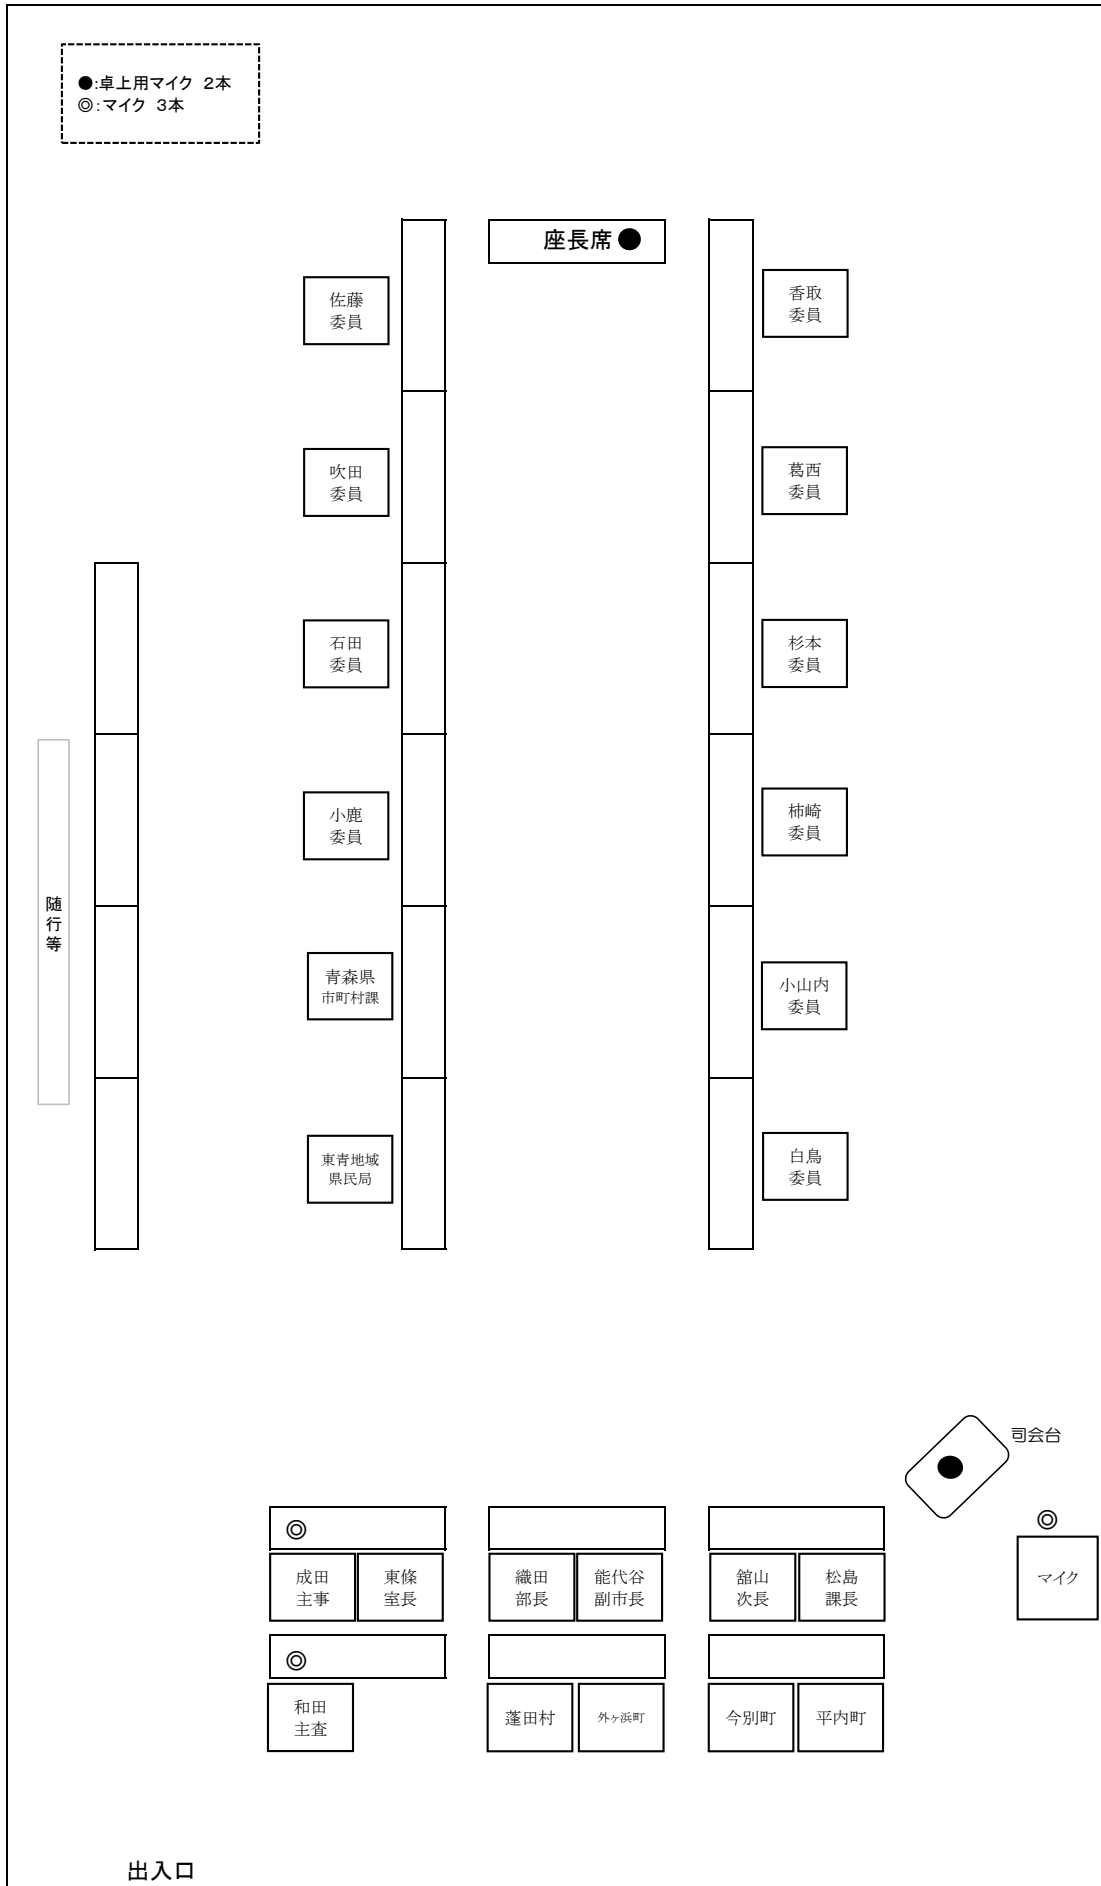 ●:卓上用マイク 2本
◎:マイク 3本
座長席●
佐藤
委員
香取
委員
吹田
委員
葛西
委員
石田
委員
杉本
委員
小鹿
委員
柿崎
委員
随行等
青森県
市町村課
小山内
委員
東青地域
県民局
白鳥
委員
司会台
◎
◎
成田
主事
東條
室長
織田
部長
能代谷
副市長
舘山
次長
松島
課長
マイク
◎
和田
主査
蓬田村
外ヶ浜町
今別町
平内町
出入口